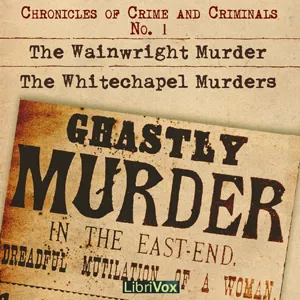 Chronicles of Crime and Criminals
No. 1
The Wainwright Murder
The Whitechapel Murders
GHASTLY
MURDER
IN THE EAST-END.
DREADFUL MUTILATION OF A WOMAN.
LibriVox